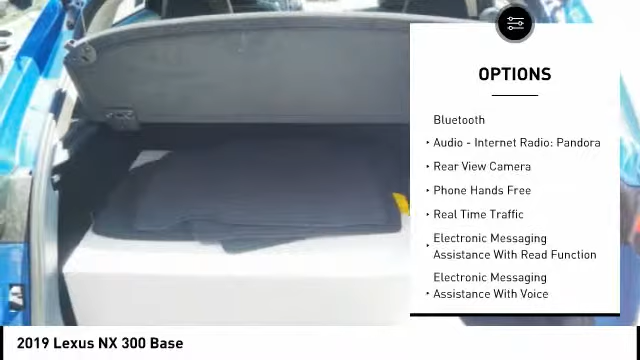 OPTIONS
Bluetooth
Audio - Internet Radio: Pandora
Rear View Camera
Phone Hands Free
Real Time Traffic
Electronic Messaging
Assistance With Read Function
Electronic Messaging
Assistance With Voice
2019 Lexus NX 300 Base